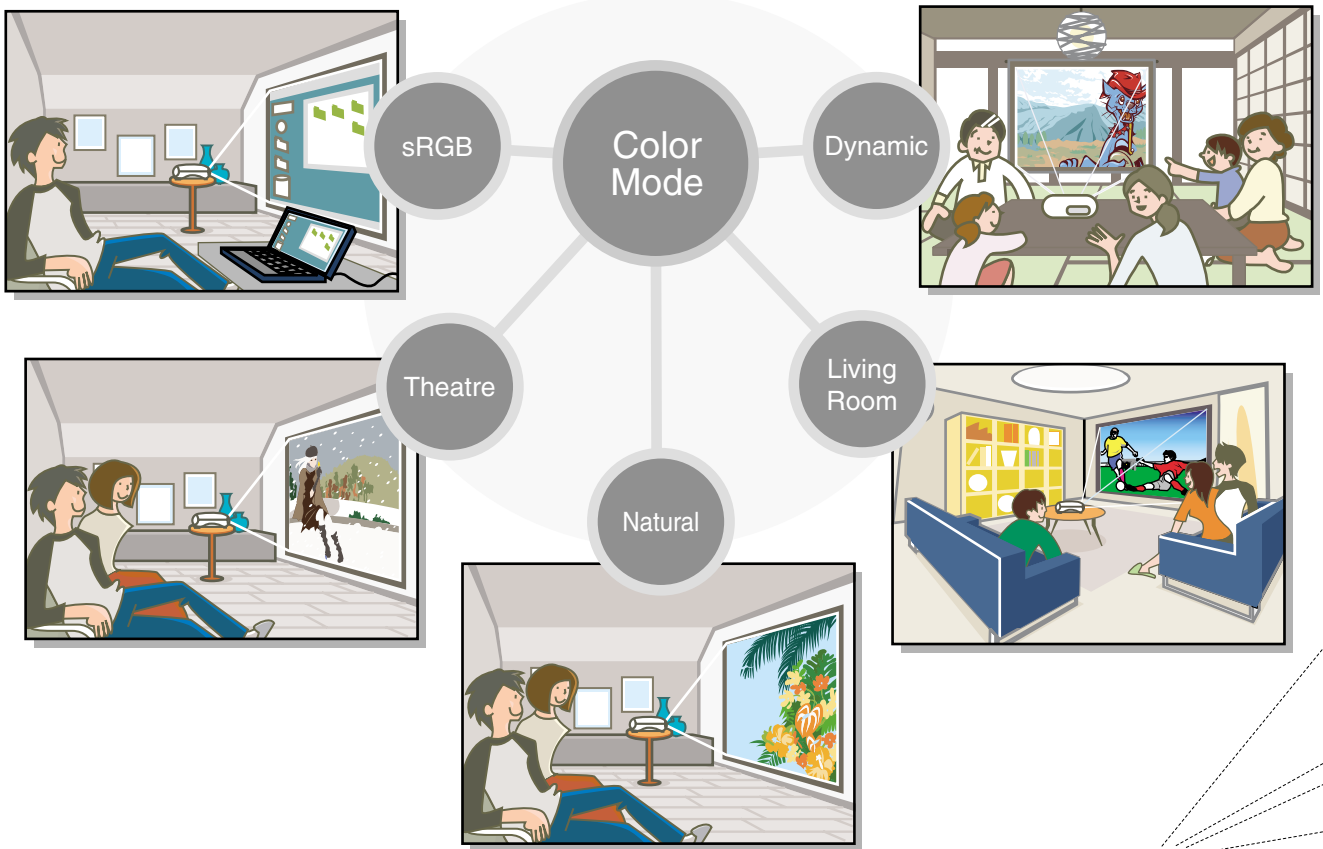 sRGB
Color
Mode
Dynamic
Theatre
Living
Room
Natural